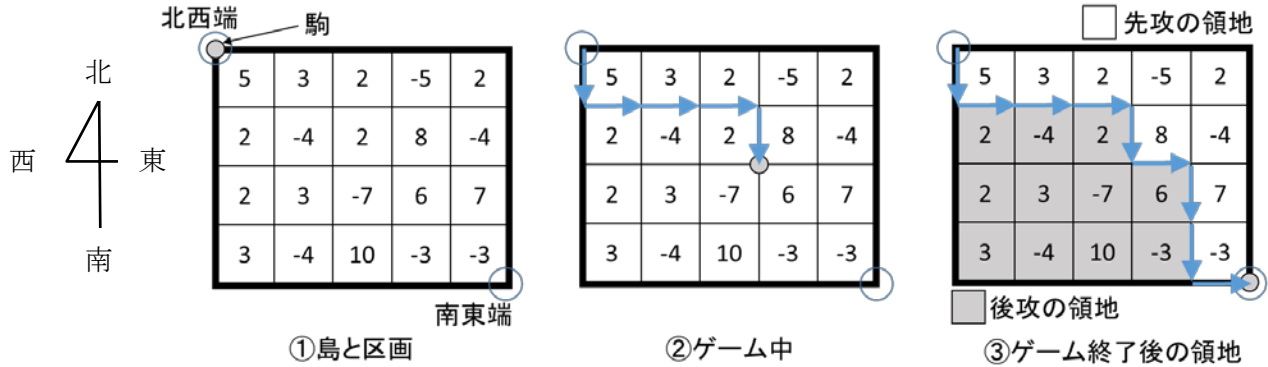 北西端
駒
北
西 東
南
5 3 2 -5 2
2 -4 2 8 -4
2 3 -7 6 7
3 -4 10 -3 -3
南東端
①島と区画
5 3 2 -5 2
2 -4 2 8 -4
2 3 -7 6 7
3 -4 10 -3 -3
②ゲーム中
先攻の領地
5 3 2 -5 2
2 -4 2 8 -4
2 3 -7 6 7
3 -4 10 -3 -3
後攻の領地
③ゲーム終了後の領地